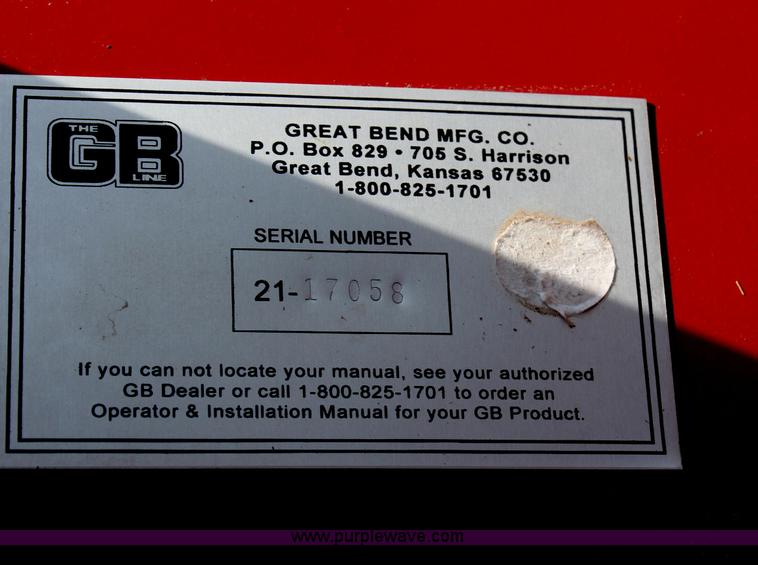 THE
GB
LINE
GREAT BEND MFG. CO.
P.O. Box 829 • 705 S. Harrison
Great Bend, Kansas 67530
1-800-825-1701
SERIAL NUMBER
21-17058
If you can not locate your manual, see your authorized
GB Dealer or call 1-800-825-1701 to order an
Operator & Installation Manual for your GB Product.
www.purplewave.com